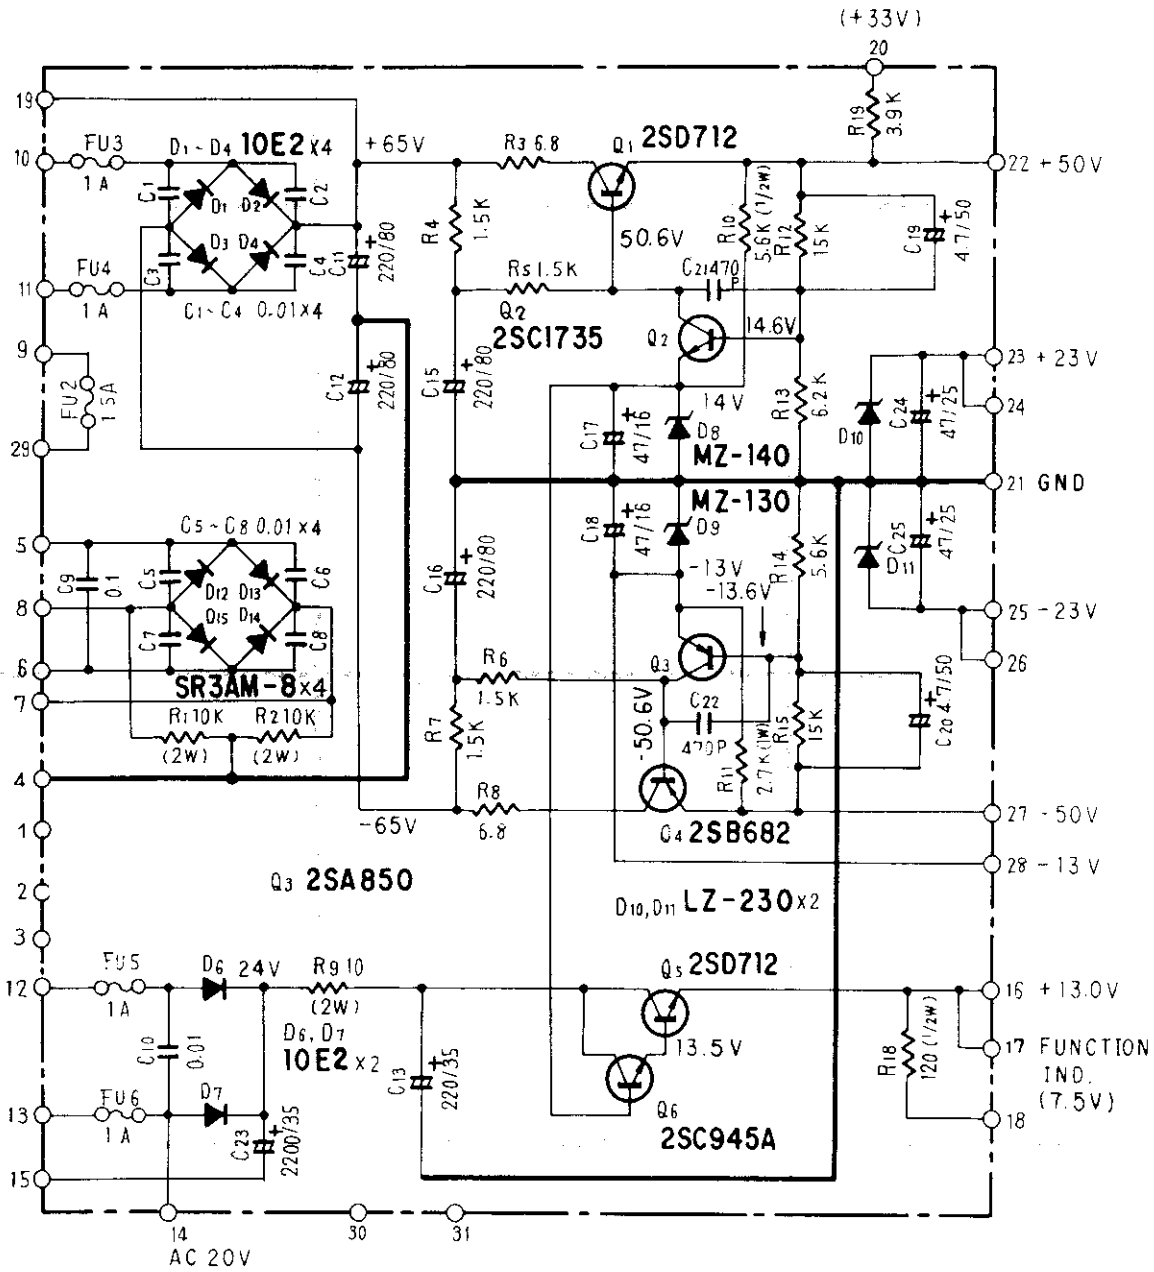 (+33V)
20
19
R19
3.9K
10
FU3
1A
D1~D4 10E2 x4
+65V
R3 6.8
Q1 2SD712
22 +50V
C1
C2
D1
D2
D3
D4
C3
C4
R4
1.5K
50.6V
R10
5.6K (1/2W)
R12
15K
C19
4.7/50
11
FU4
1A
C1~C4 0.01x4
C11
220/80
R5 1.5K
C21 470
P
Q2
2SC1735
Q2
14.6V
9
FU2
1.5A
C12
220/80
C15
220/80
14V
R13
6.2K
23 +23V
24
D10
C24
47/25
29
C17
47/16
D8
MZ-140
21 GND
MZ-130
D9
C18
47/16
C5~C8 0.01x4
5
C9
0.1
C5
C6
D12
D13
D15
D14
C7
C8
8
6
7
SR3AM-8x4
C16
220/80
-13V
-13.6V
R14
5.6K
D11
C25
47/25
25 -23V
26
R1 10K
(2W)
R2 10K
(2W)
R6
1.5K
Q3
R7
1.5K
-50.6V
C22
470P
R11
2.7K (1W)
R15
15K
C20 4.7/50
4
R8
6.8
-65V
Q4 2SB682
27 -50V
1
28 -13V
Q3 2SA850
2
D10, D11 LZ-230x2
3
12
FU5
1A
D6
24V
R9 10
(2W)
Q5 2SD712
16 +13.0V
C10
0.01
D6, D7
10E2 x2
C13
220/35
13.5V
R18
120 (1/2W)
17 FUNCTION
IND.
(7.5V)
13
FU6
1A
D7
C23
2200/35
Q6
2SC945A
18
15
14
30
31
AC 20V